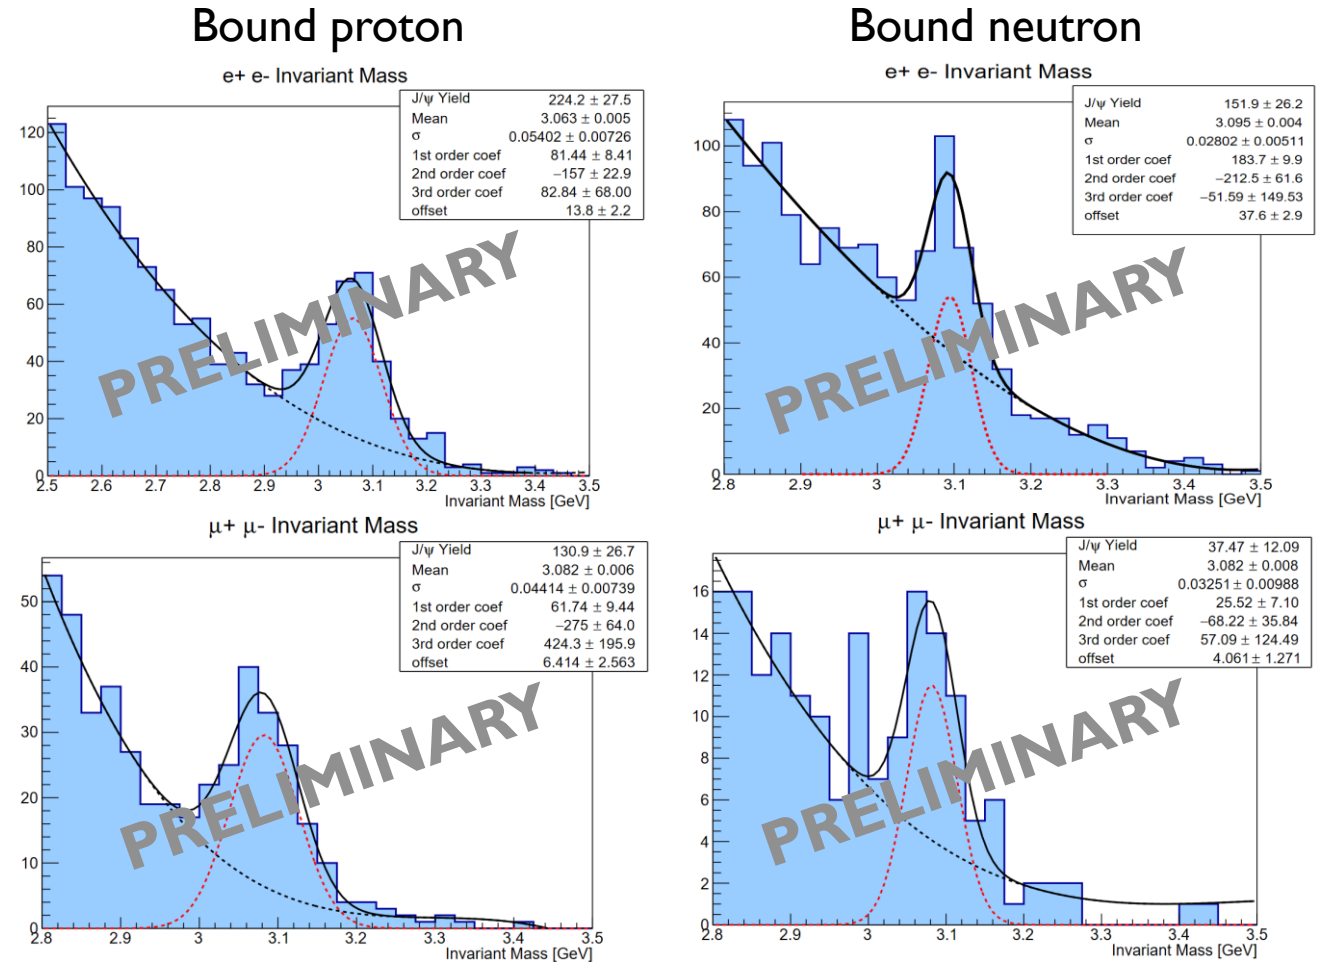 Bound proton
Bound neutron
e+ e- Invariant Mass
J/ψ Yield 224.2 ± 27.5
Mean 3.063 ± 0.005
σ 0.05402 ± 0.00726
1st order coef 81.44 ± 8.41
2nd order coef −157 ± 22.9
3rd order coef 82.84 ± 68.00
offset 13.8 ± 2.2
120
100
80
60
40
20
0
2.5 2.6 2.7 2.8 2.9 3 3.1 3.2 3.3 3.4 3.5
Invariant Mass [GeV]
PRELIMINARY
e+ e- Invariant Mass
J/ψ Yield 151.9 ± 26.2
Mean 3.095 ± 0.004
σ 0.02802 ± 0.00511
1st order coef 183.7 ± 9.9
2nd order coef −212.5 ± 61.6
3rd order coef −51.59 ± 149.53
offset 37.6 ± 2.9
100
80
60
40
20
0
2.8 2.9 3 3.1 3.2 3.3 3.4 3.5
Invariant Mass [GeV]
PRELIMINARY
μ+ μ- Invariant Mass
J/ψ Yield 130.9 ± 26.7
Mean 3.082 ± 0.006
σ 0.04414 ± 0.00739
1st order coef 61.74 ± 9.44
2nd order coef −275 ± 64.0
3rd order coef 424.3 ± 195.9
offset 6.414 ± 2.563
50
40
30
20
10
0
2.8 2.9 3 3.1 3.2 3.3 3.4 3.5
Invariant Mass [GeV]
PRELIMINARY
μ+ μ- Invariant Mass
J/ψ Yield 37.47 ± 12.09
Mean 3.082 ± 0.008
σ 0.03251 ± 0.00988
1st order coef 25.52 ± 7.10
2nd order coef −68.22 ± 35.84
3rd order coef 57.09 ± 124.49
offset 4.061 ± 1.271
16
14
12
10
8
6
4
2
0
2.8 2.9 3 3.1 3.2 3.3 3.4 3.5
Invariant Mass [GeV]
PRELIMINARY